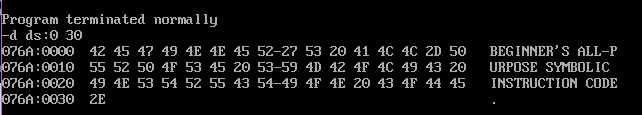 Program terminated normally
-d ds:0 30
076A:0000  42 45 47 49 4E 4E 45 52-27 53 20 41 4C 4C 2D 50   BEGINNER'S ALL-P
076A:0010  55 52 50 4F 53 45 20 53-59 4D 42 4F 4C 49 43 20   URPOSE SYMBOLIC
076A:0020  49 4E 53 54 52 55 43 54-49 4F 4E 20 43 4F 44 45   INSTRUCTION CODE
076A:0030  2E                                                .